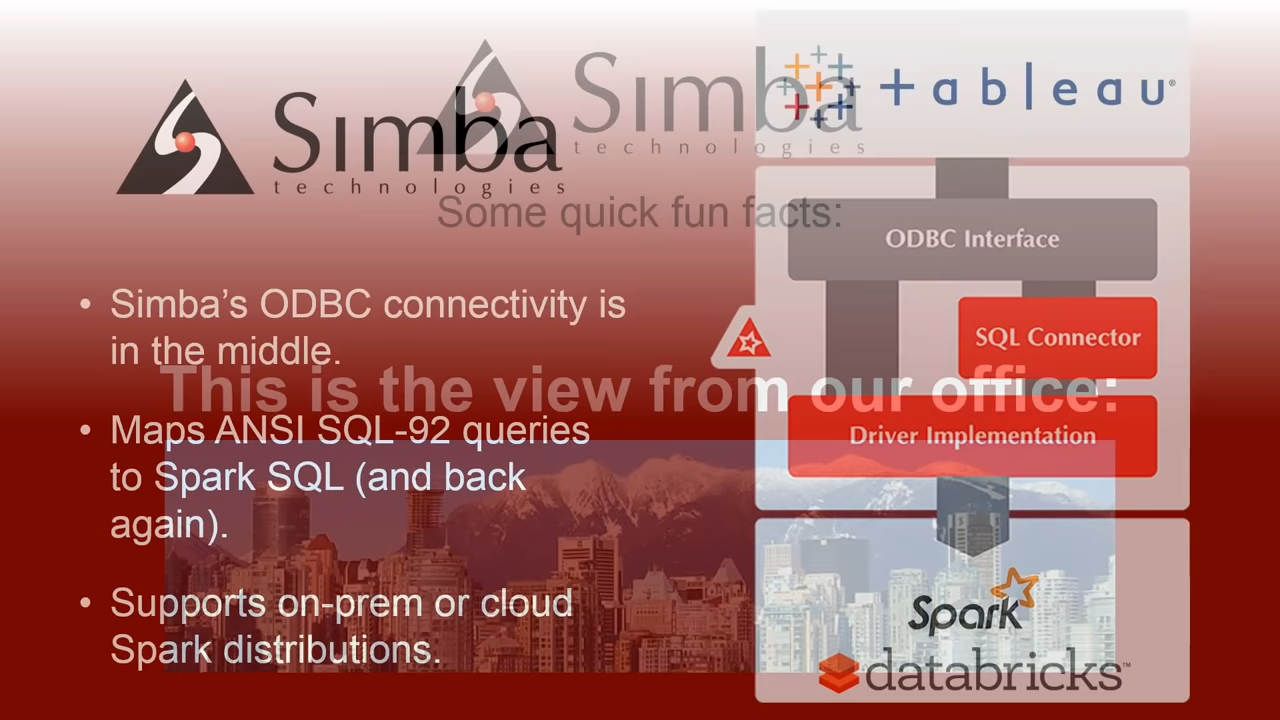 Simba
technologies
Simba
technologies
Some quick fun facts:
• Simba’s ODBC connectivity is
in the middle.
This is the view from our office:
• Maps ANSI SQL-92 queries
to Spark SQL (and back
again).
• Supports on-prem or cloud
Spark distributions.
+ableau®
ODBC Interface
SQL Connector
Driver Implementation
Spark
databricks™